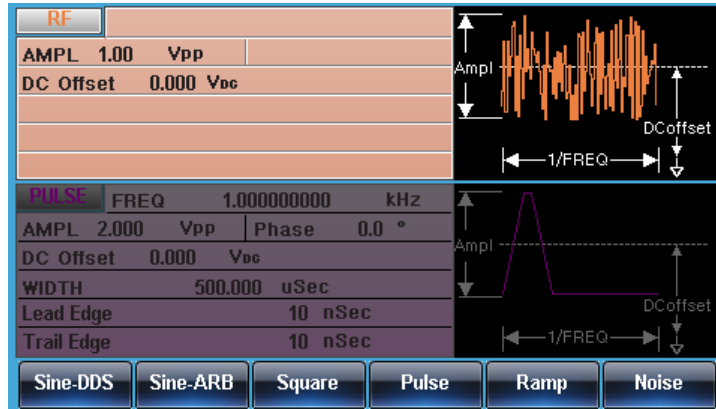 RF
AMPL 1.00 Vpp
DC Offset 0.000 VDC
Ampl
DCoffset
1/FREQ
PULSE FREQ 1.000000000 kHz
AMPL 2.000 Vpp Phase 0.0 °
DC Offset 0.000 VDC
WIDTH 500.000 uSec
Lead Edge 10 nSec
Trail Edge 10 nSec
Ampl
DCoffset
1/FREQ
Sine-DDS Sine-ARB Square Pulse Ramp Noise